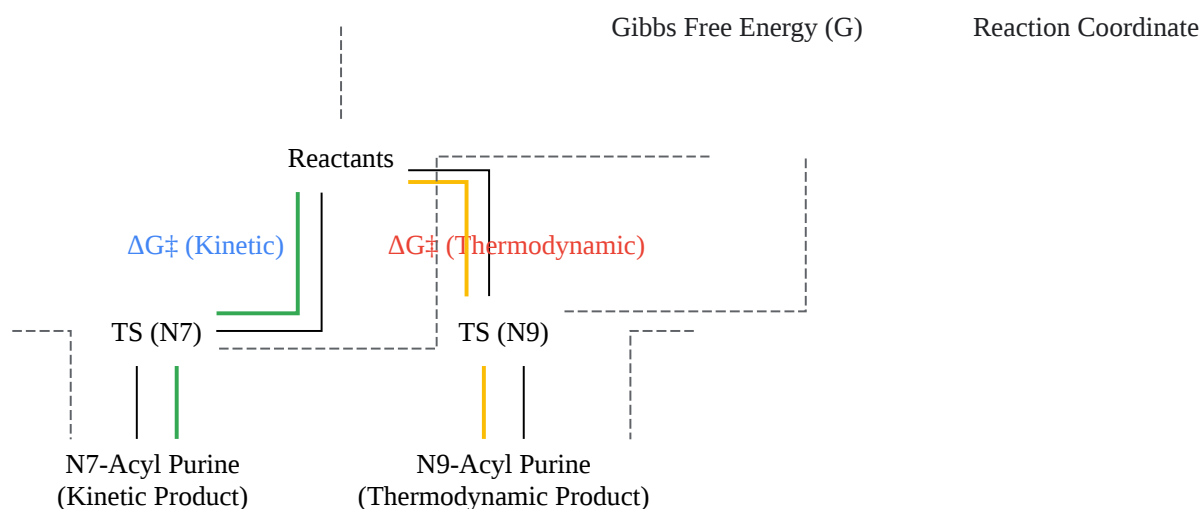 Gibbs Free Energy (G)
Reaction Coordinate
Reactants
ΔG‡ (Kinetic)
ΔG‡ (Thermodynamic)
TS (N7)
TS (N9)
N7-Acyl Purine
(Kinetic Product)
N9-Acyl Purine
(Thermodynamic Product)